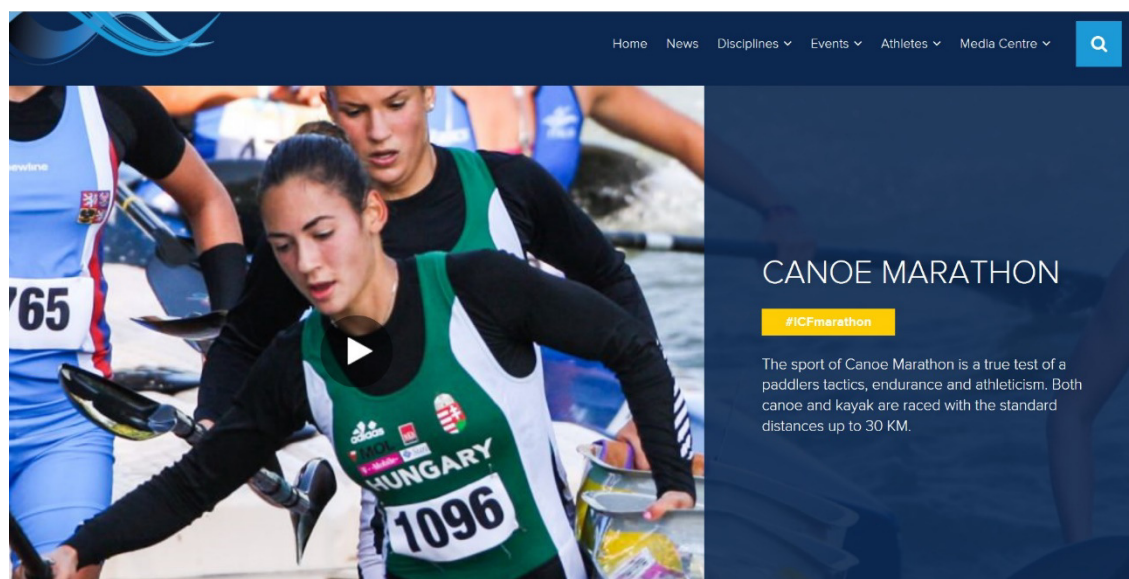 Home News Disciplines Events Athletes Media Centre
765
adidas
MOL
T-Mobile
HUNGARY
1096
CANOE MARATHON
#ICFmarathon
The sport of Canoe Marathon is a true test of a
paddlers tactics, endurance and athleticism. Both
canoe and kayak are raced with the standard
distances up to 30 KM.